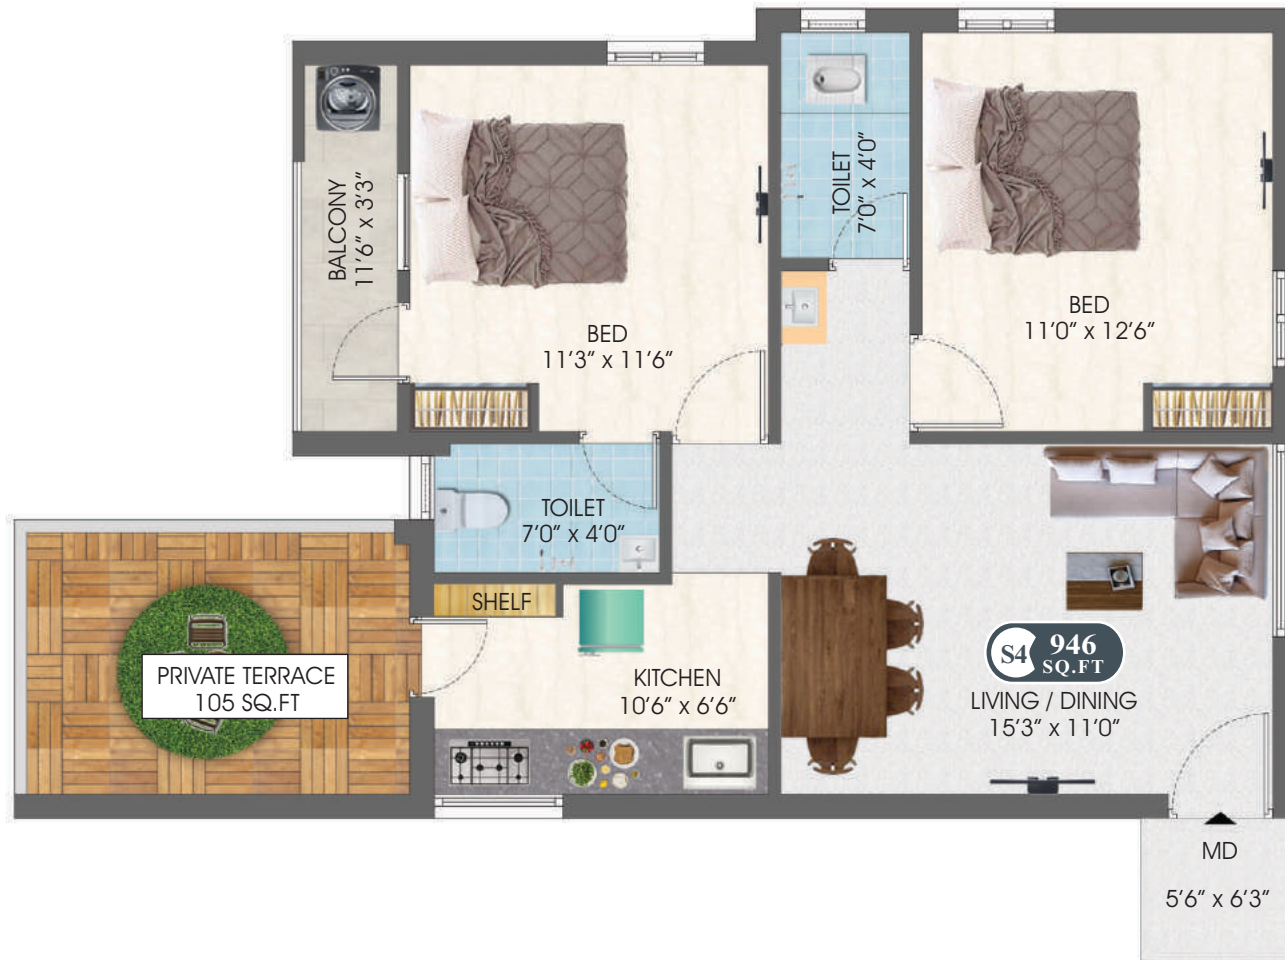 BALCONY
11'6" x 3'3"
BED
11'3" x 11'6"
TOILET
7'0" x 4'0"
BED
11'0" x 12'6"
TOILET
7'0" x 4'0"
SHELF
KITCHEN
10'6" x 6'6"
PRIVATE TERRACE
105 SQ.FT
S4
946
SQ.FT
LIVING / DINING
15'3" x 11'0"
MD
5'6" x 6'3"